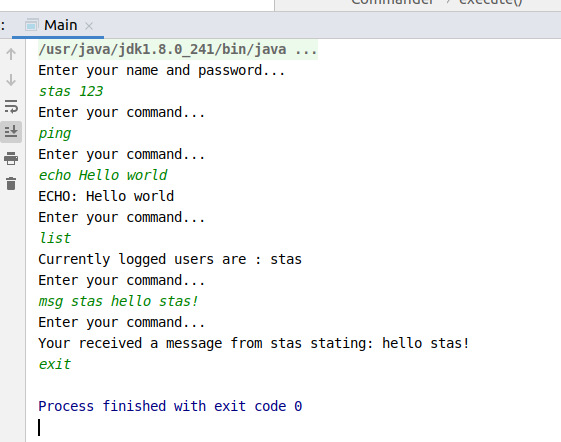 Commander › execute()
: Main ×
/usr/java/jdk1.8.0_241/bin/java ...
Enter your name and password...
stas 123
Enter your command...
ping
Enter your command...
echo Hello world
ECHO: Hello world
Enter your command...
list
Currently logged users are : stas
Enter your command...
msg stas hello stas!
Enter your command...
Your received a message from stas stating: hello stas!
exit
Process finished with exit code 0